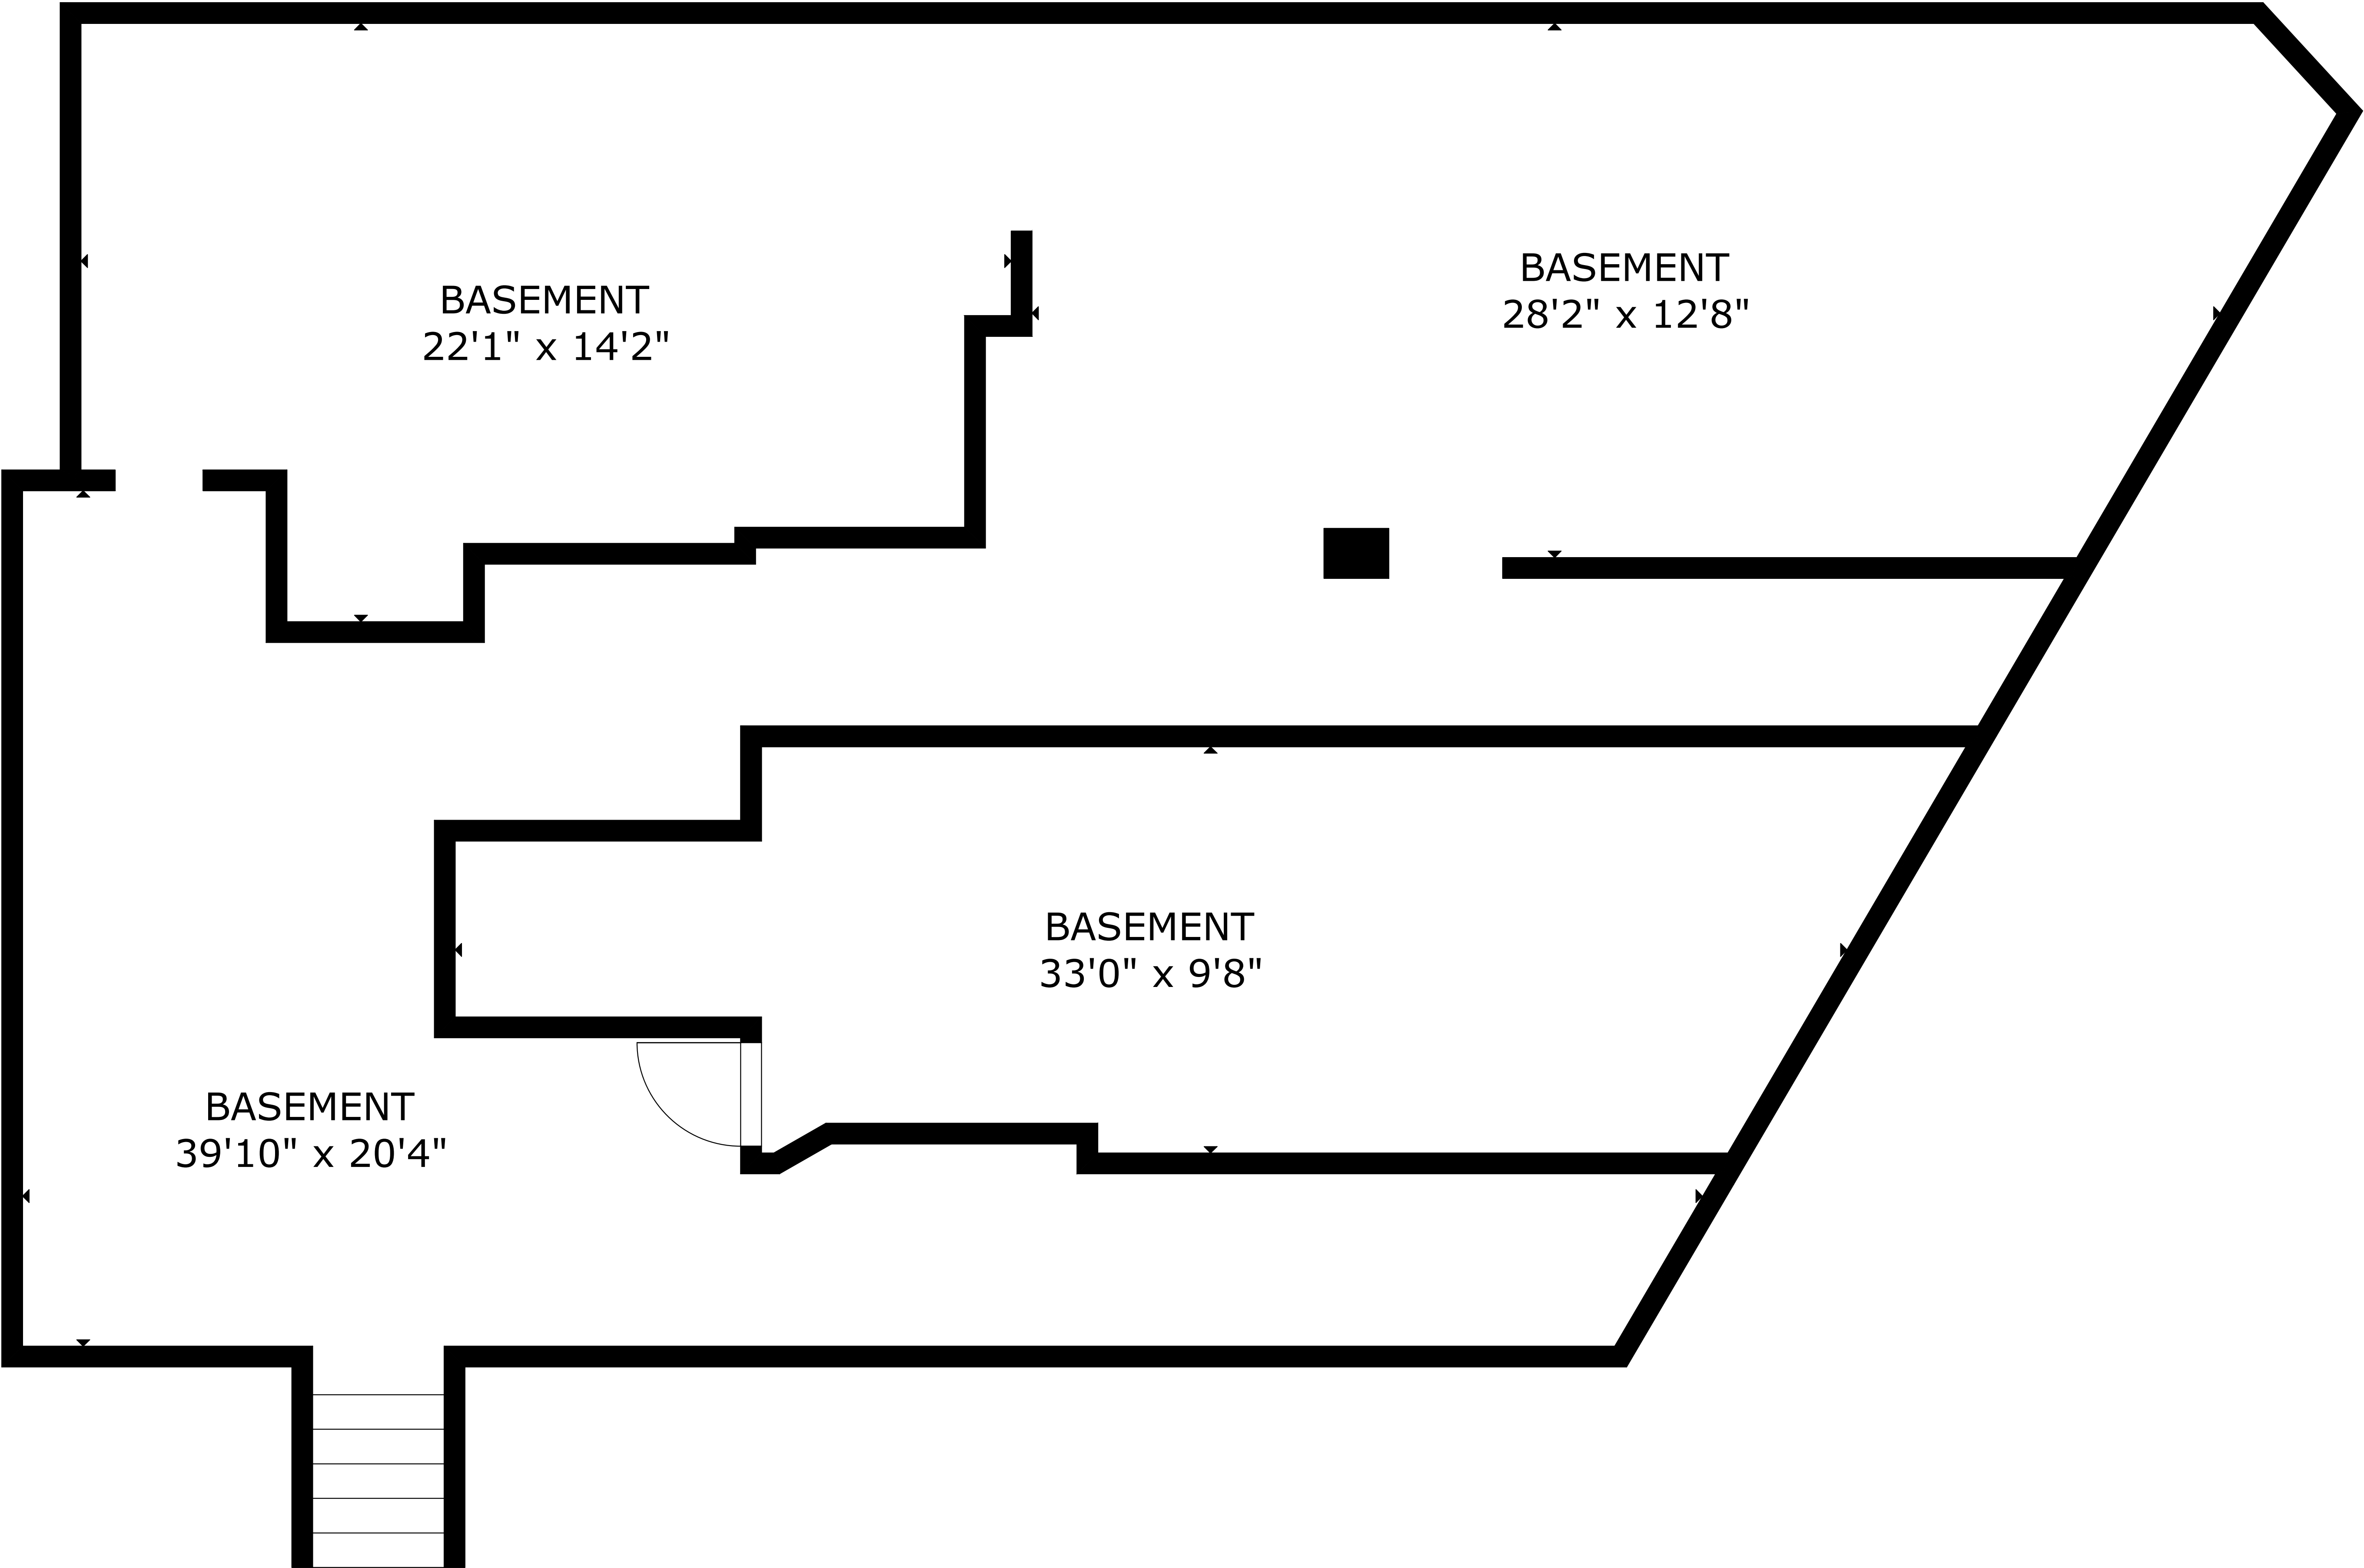 BASEMENT
22'1" x 14'2"
BASEMENT
28'2" x 12'8"
BASEMENT
33'0" x 9'8"
BASEMENT
39'10" x 20'4"